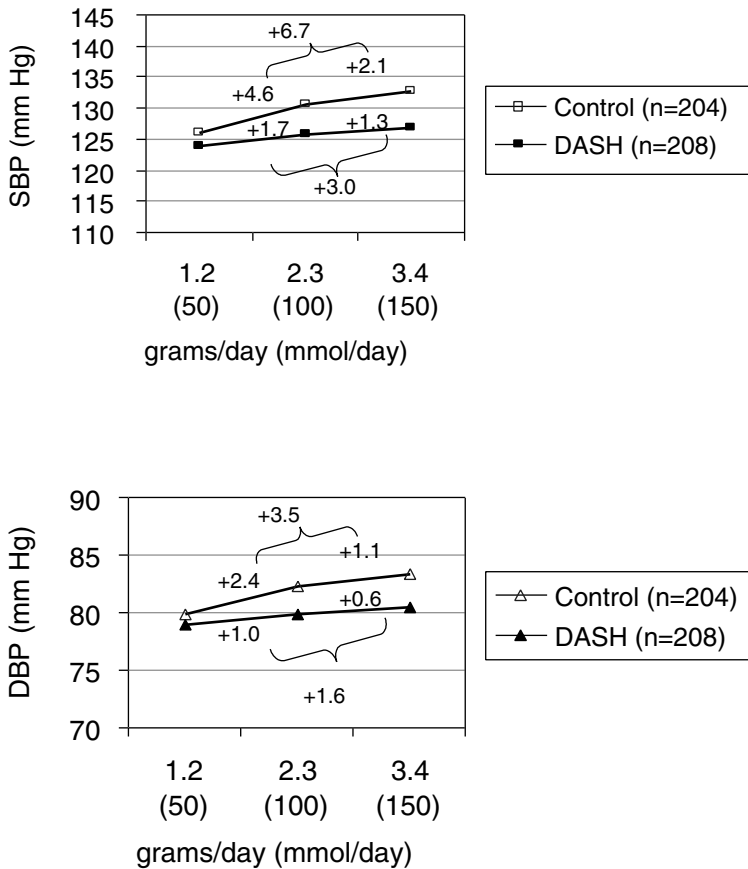 145
140
135
130
125
120
115
110
SBP (mm Hg)
+6.7
+2.1
+4.6
+1.7
+1.3
+3.0
1.2 2.3 3.4
(50) (100) (150)
grams/day (mmol/day)
Control (n=204)
DASH (n=208)
90
85
80
75
70
DBP (mm Hg)
+3.5
+1.1
+2.4
+0.6
+1.0
+1.6
1.2 2.3 3.4
(50) (100) (150)
grams/day (mmol/day)
Control (n=204)
DASH (n=208)